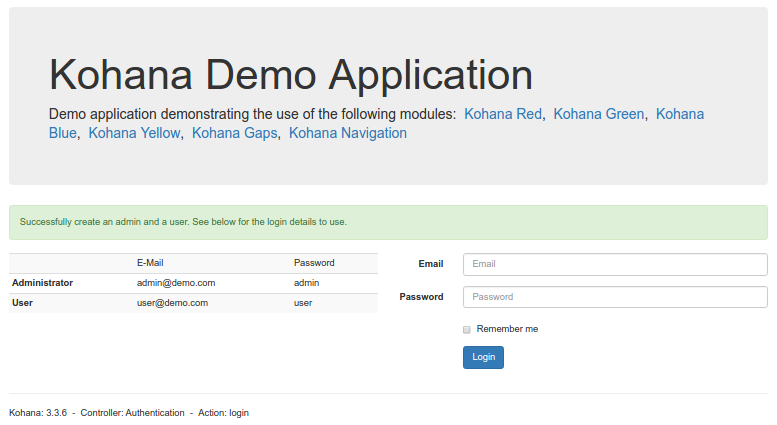 Kohana Demo Application
Demo application demonstrating the use of the following modules: Kohana Red, Kohana Green, Kohana
Blue, Kohana Yellow, Kohana Gaps, Kohana Navigation
Successfully create an admin and a user. See below for the login details to use.
E-Mail Password
Administrator admin@demo.com admin
User user@demo.com user
Email Email
Password Password
Remember me
Login
Kohana: 3.3.6 - Controller: Authentication - Action: login